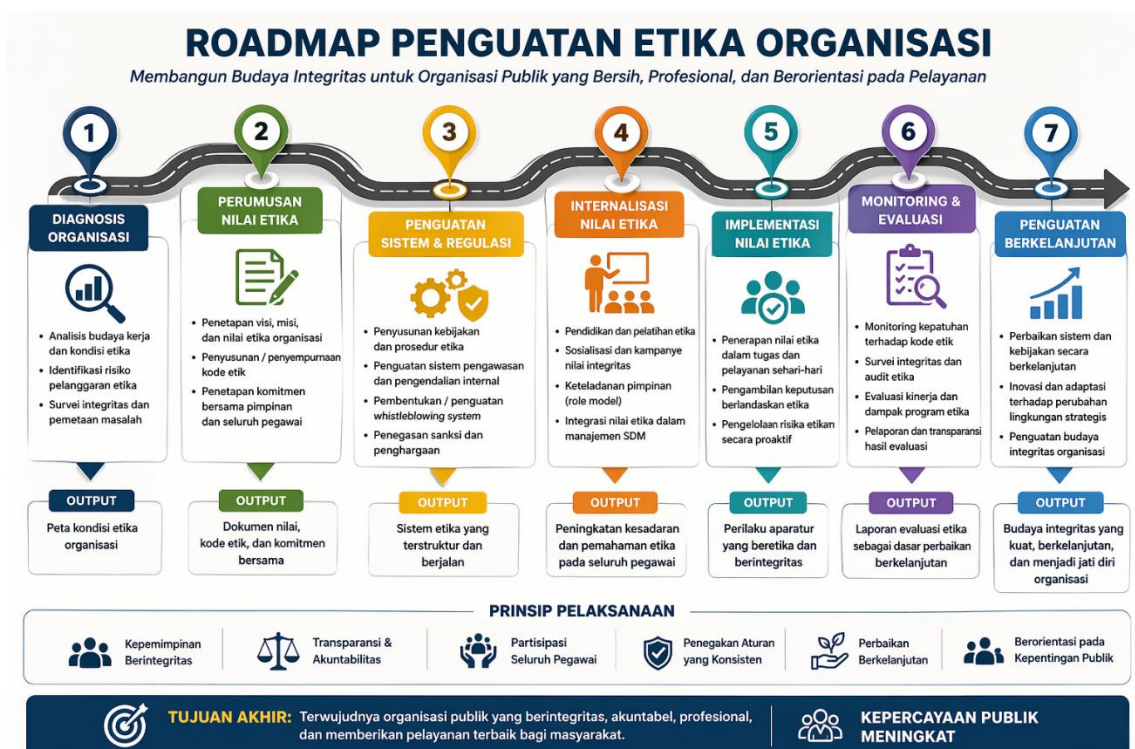 ROADMAP PENGUATAN ETIKA ORGANISASI
Membangun Budaya Integritas untuk Organisasi Publik yang Bersih, Profesional, dan Berorientasi pada Pelayanan
1
DIAGNOSIS
ORGANISASI
• Analisis budaya kerja
dan kondisi etika
• Identifikasi risiko
pelanggaran etika
• Survei integritas dan
pemetaan masalah
OUTPUT
Peta kondisi etika
organisasi
2
PERUMUSAN
NILAI ETIKA
• Penetapan visi, misi,
dan nilai etika organisasi
• Penyusunan / penyempurnaan
kode etik
• Penetapan komitmen
bersama pimpinan
dan seluruh pegawai
OUTPUT
Dokumen nilai,
kode etik, dan komitmen
bersama
3
PENGUATAN
SISTEM & REGULASI
• Penyusunan kebijakan
dan prosedur etika
• Penguatan sistem pengawasan
dan pengendalian internal
• Pembentukan / penguatan
whistleblowing system
• Penegasan sanksi dan
penghargaan
OUTPUT
Sistem etika yang
terstruktur dan
berjalan
4
INTERNALISASI
NILAI ETIKA
• Pendidikan dan pelatihan etika
• Sosialisasi dan kampanye
nilai integritas
• Keteladanan pimpinan
(role model)
• Integrasi nilai etika dalam
manajemen SDM
OUTPUT
Peningkatan kesadaran
dan pemahaman etika
pada seluruh pegawai
5
IMPLEMENTASI
NILAI ETIKA
• Penerapan nilai etika
dalam tugas dan
pelayanan sehari-hari
• Pengambilan keputusan
berlandaskan etika
• Pengelolaan risiko etikan
secara proaktif
OUTPUT
Perilaku aparatur
yang beretika dan
berintegritas
6
MONITORING &
EVALUASI
• Monitoring kepatuhan
terhadap kode etik
• Survei integritas dan
audit etika
• Evaluasi kinerja dan
dampak program etika
• Pelaporan dan transparansi
hasil evaluasi
OUTPUT
Laporan evaluasi etika
sebagai dasar perbaikan
berkelanjutan
7
PENGUATAN
BERKELANJUTAN
• Perbaikan sistem dan
kebijakan secara
berkelanjutan
• Inovasi dan adaptasi
terhadap perubahan
lingkungan strategis
• Penguatan budaya
integritas organisasi
OUTPUT
Budaya integritas yang
kuat, berkelanjutan,
dan menjadi jati diri
organisasi
PRINSIP PELAKSANAAN
Kepemimpinan
Berintegritas
Transparansi &
Akuntabilitas
Partisipasi
Seluruh Pegawai
Penegakan Aturan
yang Konsisten
Perbaikan
Berkelanjutan
Berorientasi pada
Kepentingan Publik
TUJUAN AKHIR: Terwujudnya organisasi publik yang berintegritas, akuntabel, profesional,
dan memberikan pelayanan terbaik bagi masyarakat.
KEPERCAYAAN PUBLIK
MENINGKAT